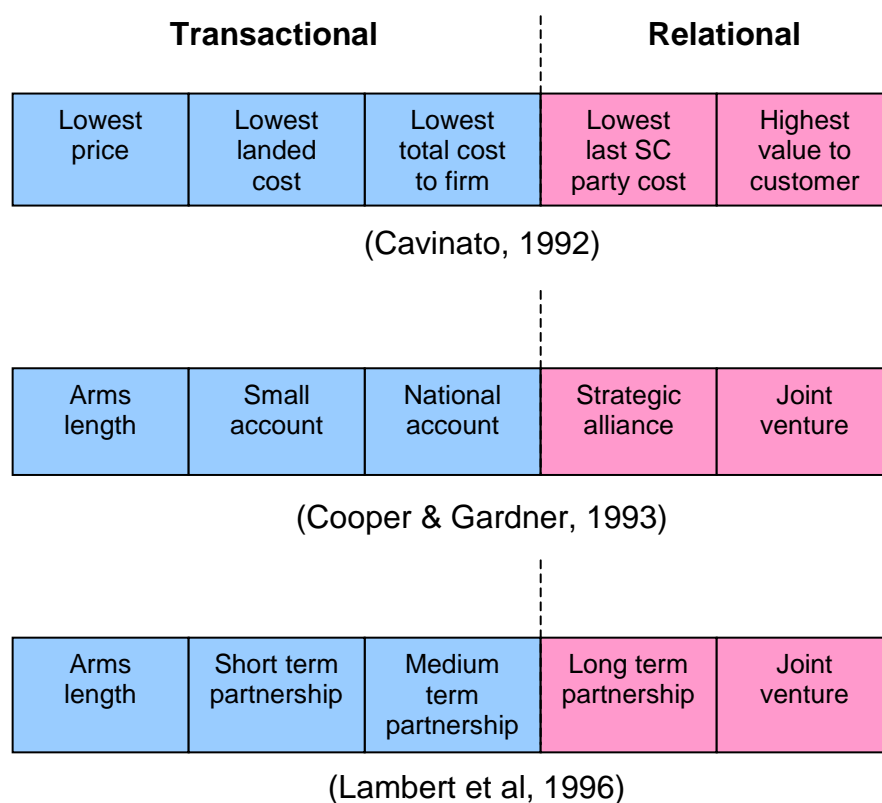 Transactional
Relational
Lowest
price
Lowest
landed
cost
Lowest
total cost
to firm
Lowest
last SC
party cost
Highest
value to
customer
(Cavinato, 1992)
Arms
length
Small
account
National
account
Strategic
alliance
Joint
venture
(Cooper & Gardner, 1993)
Arms
length
Short term
partnership
Medium
term
partnership
Long term
partnership
Joint
venture
(Lambert et al, 1996)